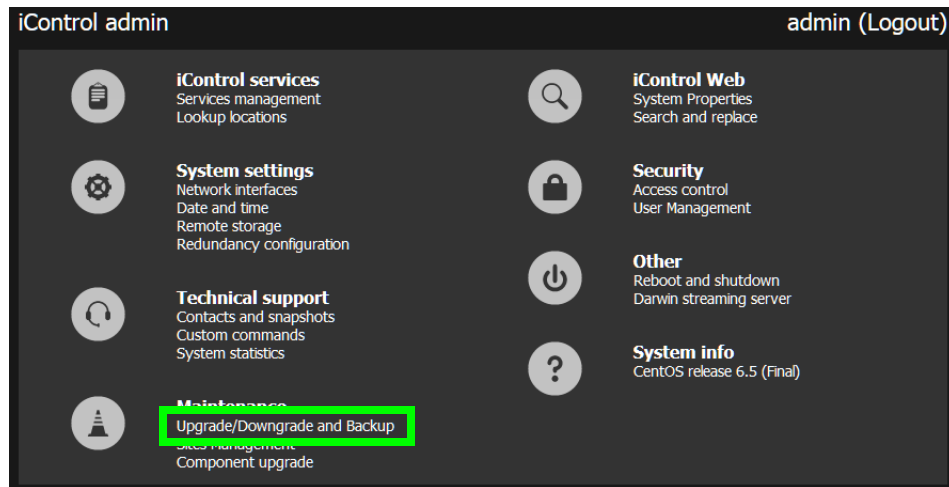 iControl admin
admin (Logout)
iControl services
Services management
Lookup locations
System settings
Network interfaces
Date and time
Remote storage
Redundancy configuration
Technical support
Contacts and snapshots
Custom commands
System statistics
Maintenance
Upgrade/Downgrade and Backup
Sites Management
Component upgrade
iControl Web
System Properties
Search and replace
Security
Access control
User Management
Other
Reboot and shutdown
Darwin streaming server
System info
CentOS release 6.5 (Final)